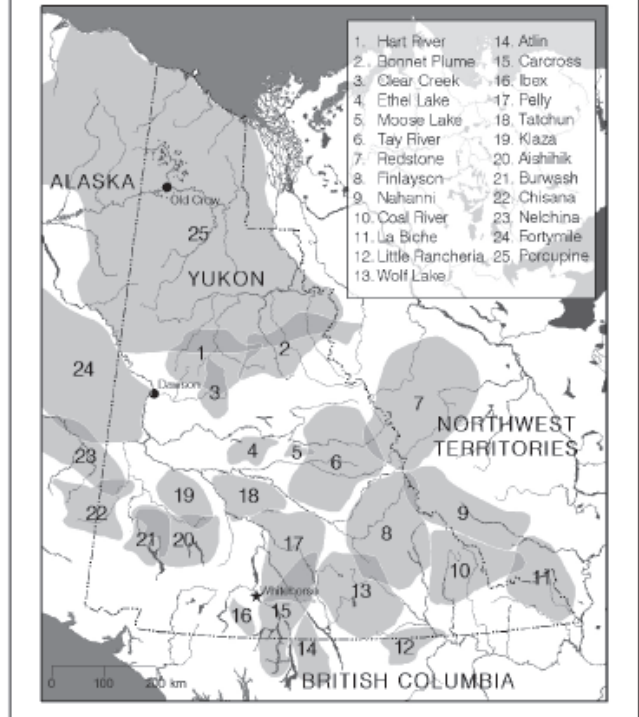 1. Hart River
2. Bonnet Plume
3. Clear Creek
4. Ethel Lake
5. Moose Lake
6. Tay River
7. Redstone
8. Finlayson
9. Nahanni
10. Coal River
11. La Biche
12. Little Rancheria
13. Wolf Lake
14. Atlin
15. Carcross
16. Ibex
17. Pelly
18. Tatchun
19. Klaza
20. Aishihik
21. Burwash
22. Chisana
23. Nelchina
24. Fortymile
25. Porcupine
ALASKA
Old Crow
25
YUKON
1
2
24
Dawson
3
7
NORTHWEST
TERRITORIES
4
5
6
23
19
18
22
21
20
17
8
9
10
11
Whitehorse
13
16
15
14
12
BRITISH COLUMBIA
0 100 200 km